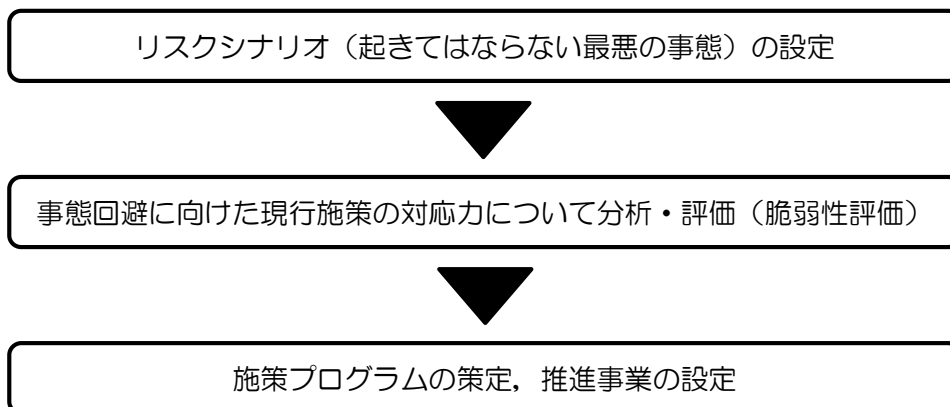 リスクシナリオ（起きてはならない最悪の事態）の設定
事態回避に向けた現行施策の対応力について分析・評価（脆弱性評価）
施策プログラムの策定，推進事業の設定